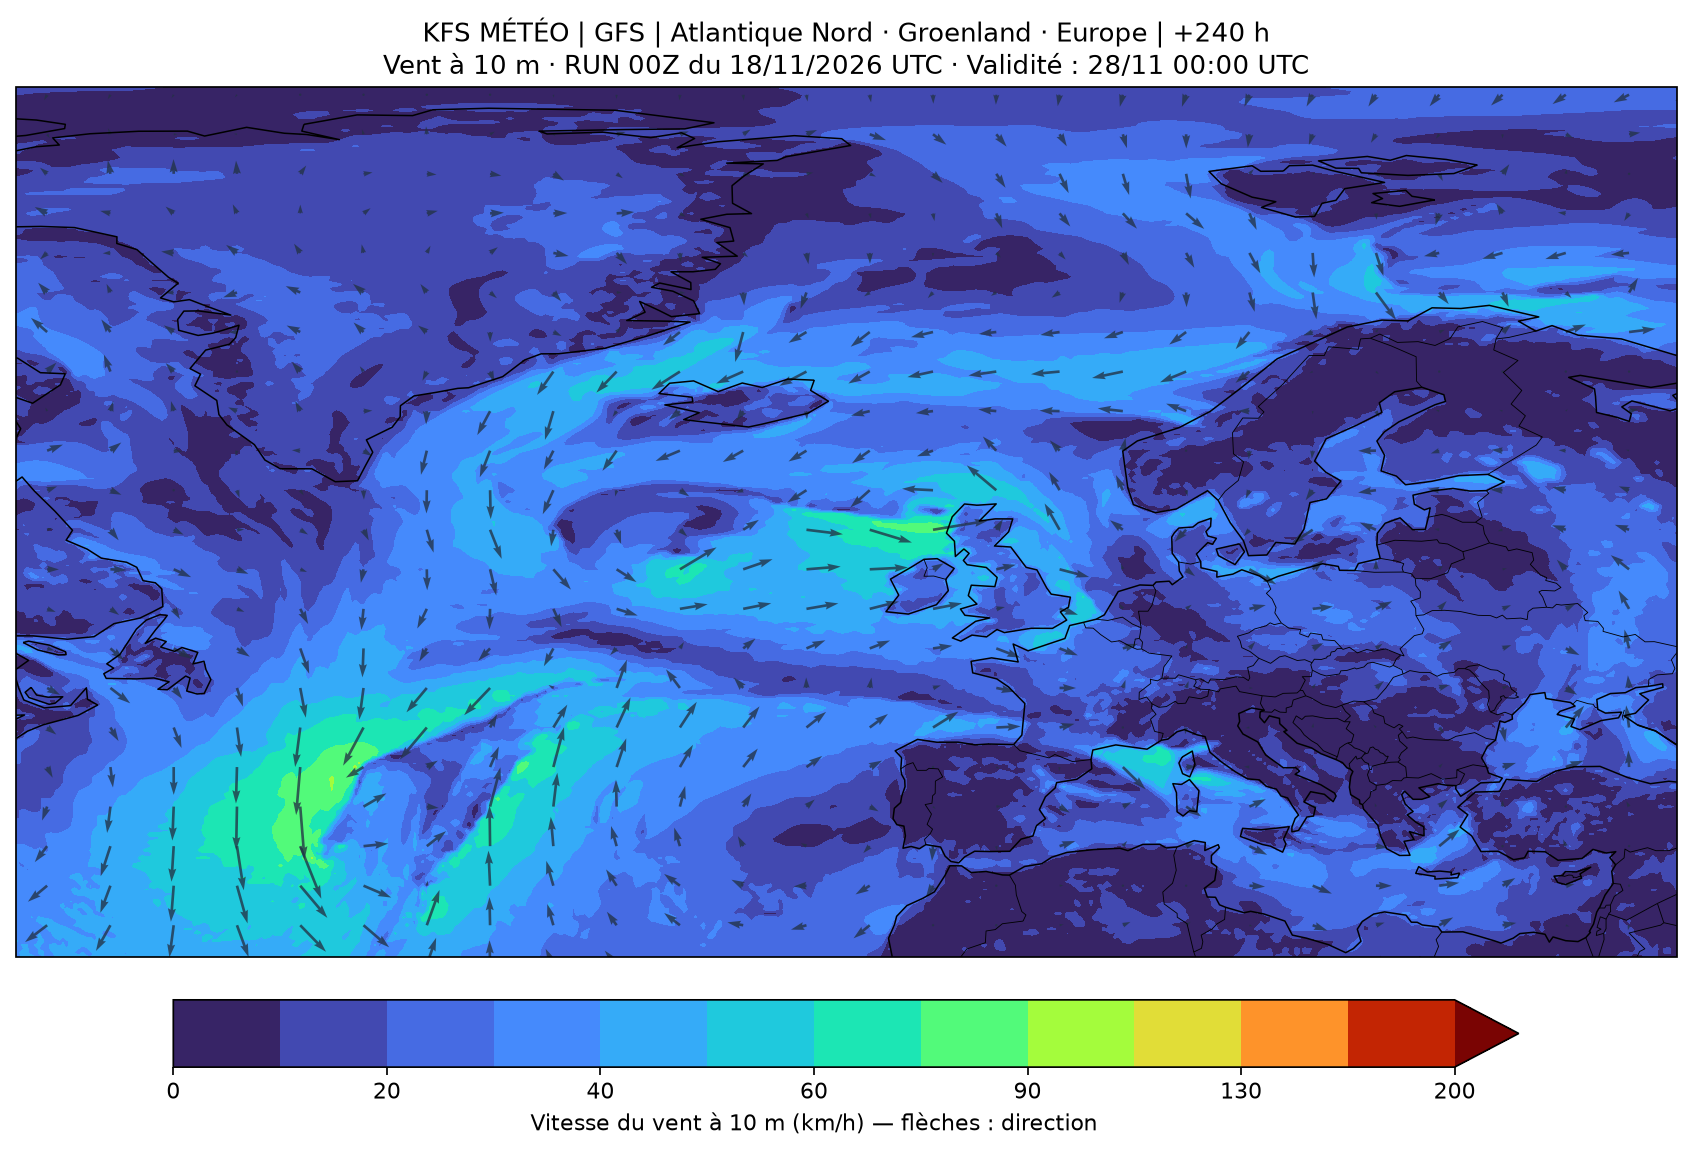 KFS MÉTÉO | GFS | Atlantique Nord · Groenland · Europe | +240 h
Vent à 10 m · RUN 00Z du 18/11/2026 UTC · Validité : 28/11 00:00 UTC
0 20 40 60 90 130 200
Vitesse du vent à 10 m (km/h) — flèches : direction